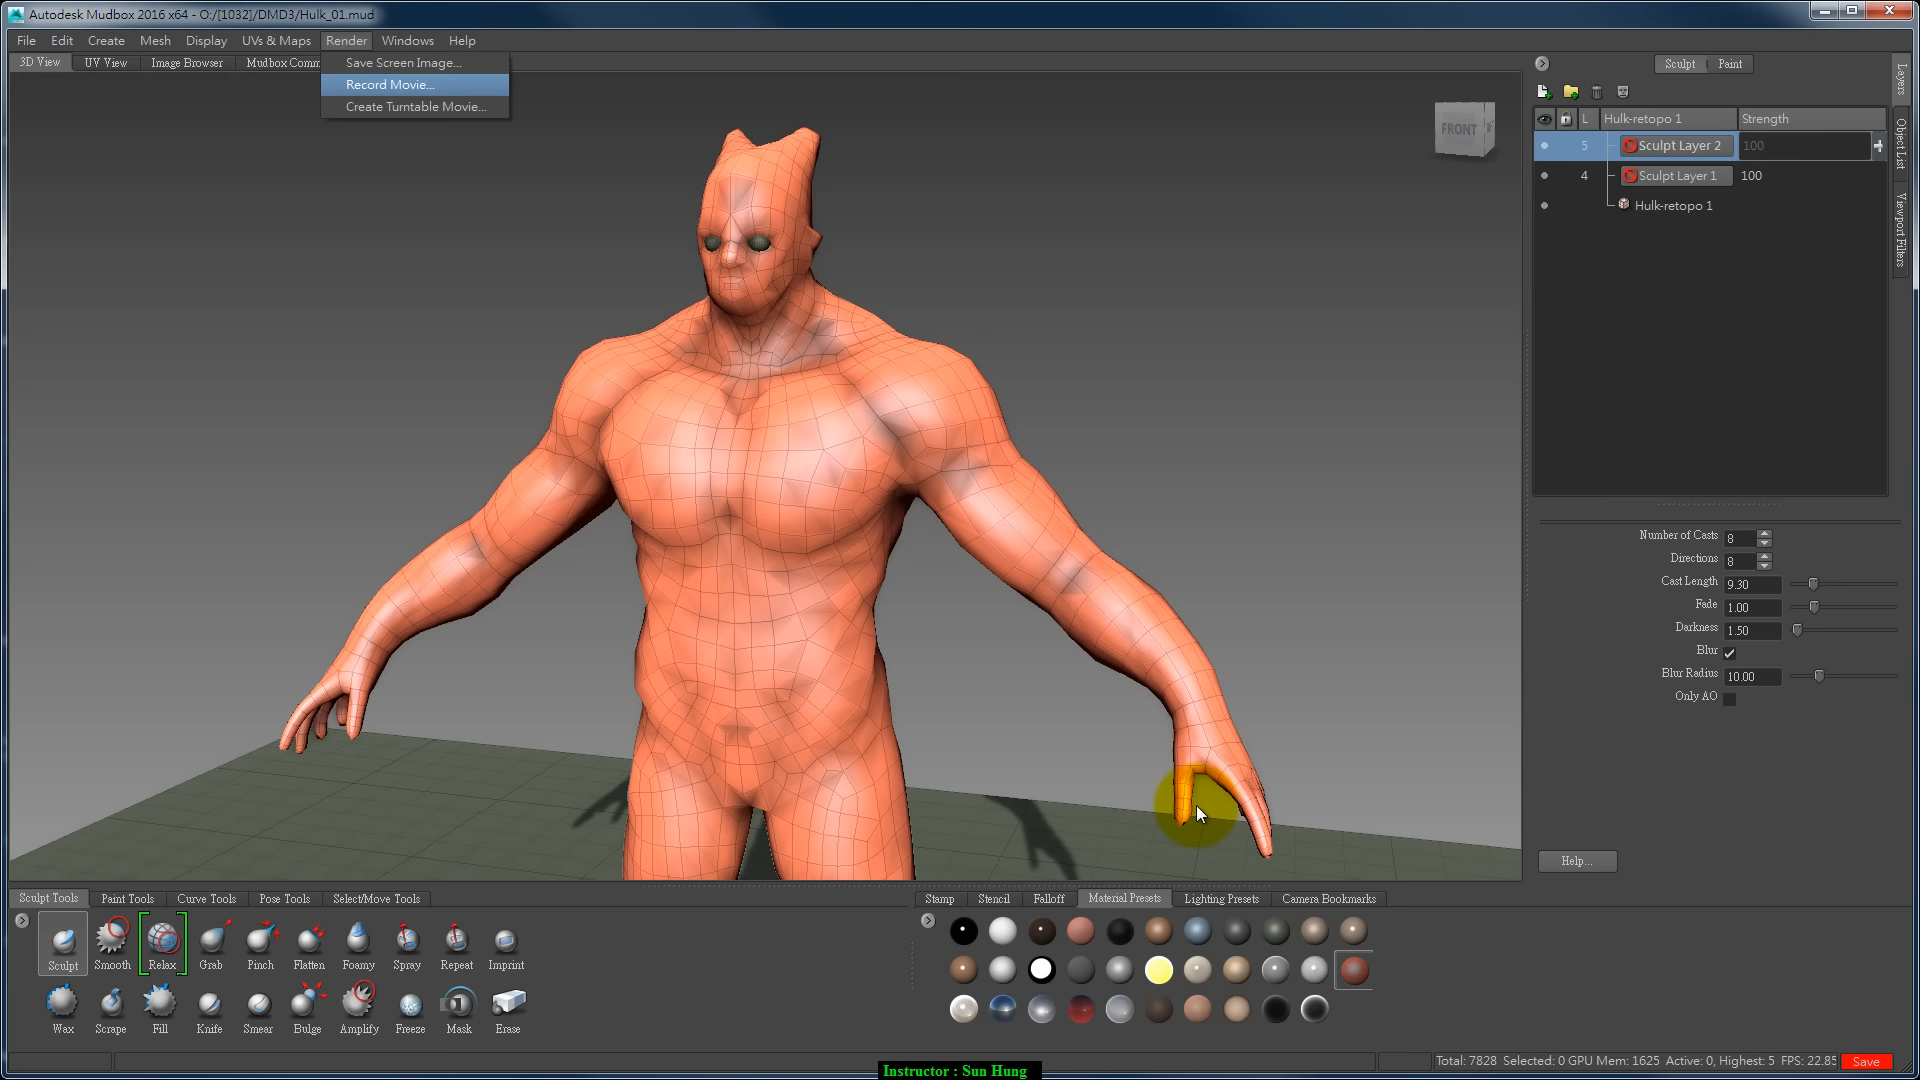 Autodesk Mudbox 2016 x64 - O:/[1032]/DMD3/Hulk_01.mud
File Edit Create Mesh Display UVs & Maps Render Windows Help
3D View UV View Image Browser Mudbox Comm
Save Screen Image...
Record Movie...
Create Turntable Movie...
FRONT
Sculpt Paint
L Hulk-retopo 1 Strength
5 Sculpt Layer 2 100
4 Sculpt Layer 1 100
Hulk-retopo 1
Layers
Object List
Viewport Filters
Number of Casts 8
Directions 8
Cast Length 9.30
Fade 1.00
Darkness 1.50
Blur
Blur Radius 10.00
Only AO
Help...
Sculpt Tools Paint Tools Curve Tools Pose Tools Select/Move Tools
Sculpt Smooth Relax Grab Pinch Flatten Foamy Spray Repeat Imprint
Wax Scrape Fill Knife Smear Bulge Amplify Freeze Mask Erase
Stamp Stencil Falloff Material Presets Lighting Presets Camera Bookmarks
Total: 7828 Selected: 0 GPU Mem: 1625 Active: 0, Highest: 5 FPS: 22.85
Save
Instructor : Sun Hung